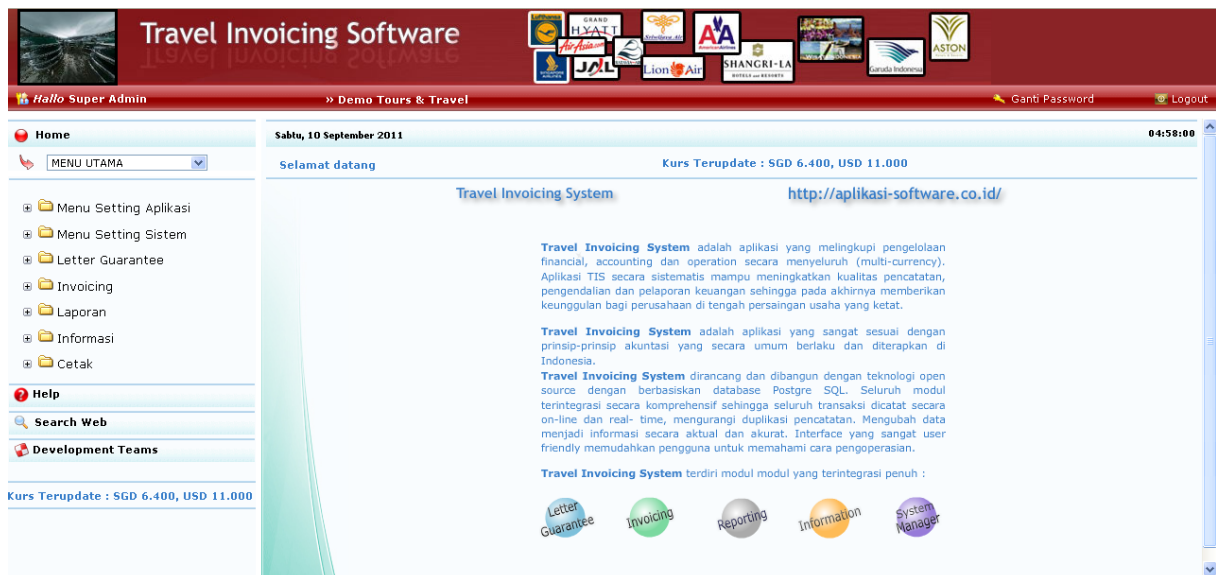 Travel Invoicing Software
Lufthansa
GRAND
HYATT
AirAsia.com
Sriwijaya Air
AA
AmericanAirlines
ASTON
SINGAPORE AIRLINES
JAL
Lion Air
SHANGRI-LA
HOTELS and RESORTS
Garuda Indonesia
Hallo Super Admin
» Demo Tours & Travel
Ganti Password
Logout
Home
Sabtu, 10 September 2011
04:58:00
MENU UTAMA
Selamat datang
Kurs Terupdate : SGD 6.400, USD 11.000
Travel Invoicing System
http://aplikasi-software.co.id/
Menu Setting Aplikasi
Menu Setting Sistem
Letter Guarantee
Invoicing
Laporan
Informasi
Cetak
Help
Search Web
Development Teams
Kurs Terupdate : SGD 6.400, USD 11.000
Travel Invoicing System adalah aplikasi yang melingkupi pengelolaan
financial, accounting dan operation secara menyeluruh (multi-currency).
Aplikasi TIS secara sistematis mampu meningkatkan kualitas pencatatan,
pengendalian dan pelaporan keuangan sehingga pada akhirnya memberikan
keunggulan bagi perusahaan di tengah persaingan usaha yang ketat.
Travel Invoicing System adalah aplikasi yang sangat sesuai dengan
prinsip-prinsip akuntasi yang secara umum berlaku dan diterapkan di
Indonesia.
Travel Invoicing System dirancang dan dibangun dengan teknologi open
source dengan berbasiskan database Postgre SQL. Seluruh modul
terintegrasi secara komprehensif sehingga seluruh transaksi dicatat secara
on-line dan real- time, mengurangi duplikasi pencatatan. Mengubah data
menjadi informasi secara aktual dan akurat. Interface yang sangat user
friendly memudahkan pengguna untuk memahami cara pengoperasian.
Travel Invoicing System terdiri modul modul yang terintegrasi penuh :
Letter
Guarantee
Invoicing
Reporting
Information
System
Manager